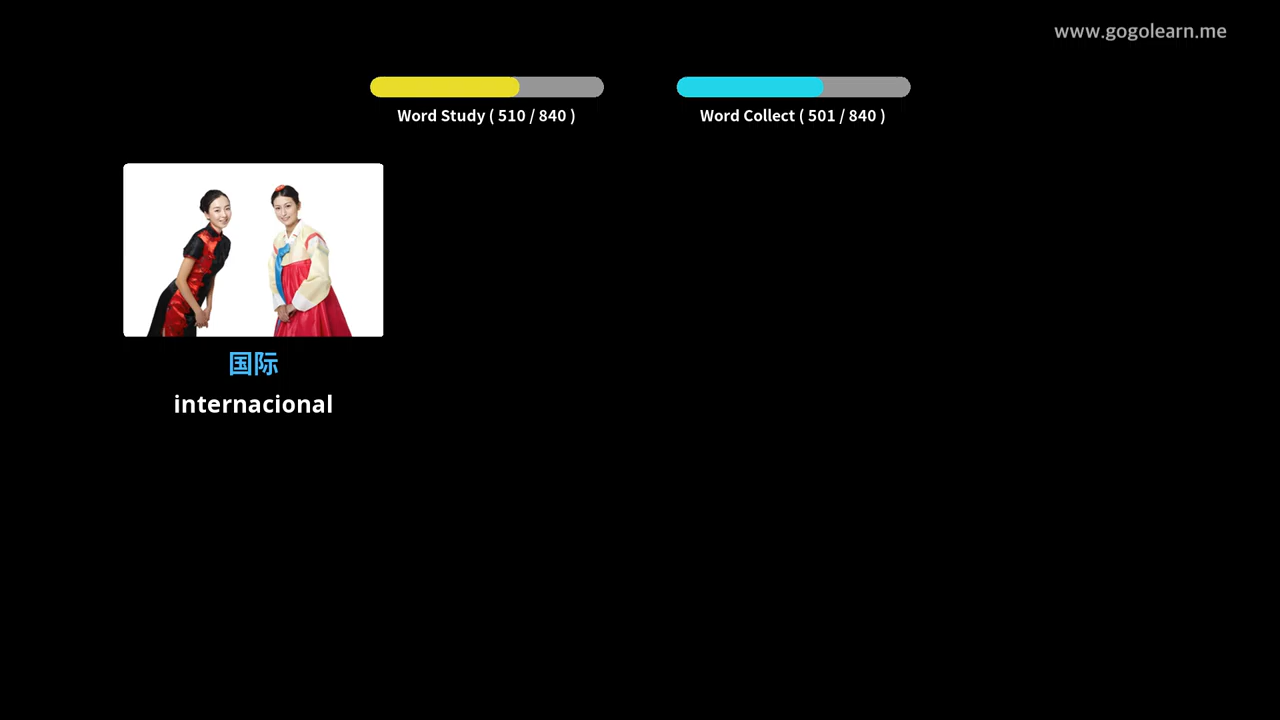 www.gogolearn.me
Word Study ( 510 / 840 )
Word Collect ( 501 / 840 )
国际
internacional